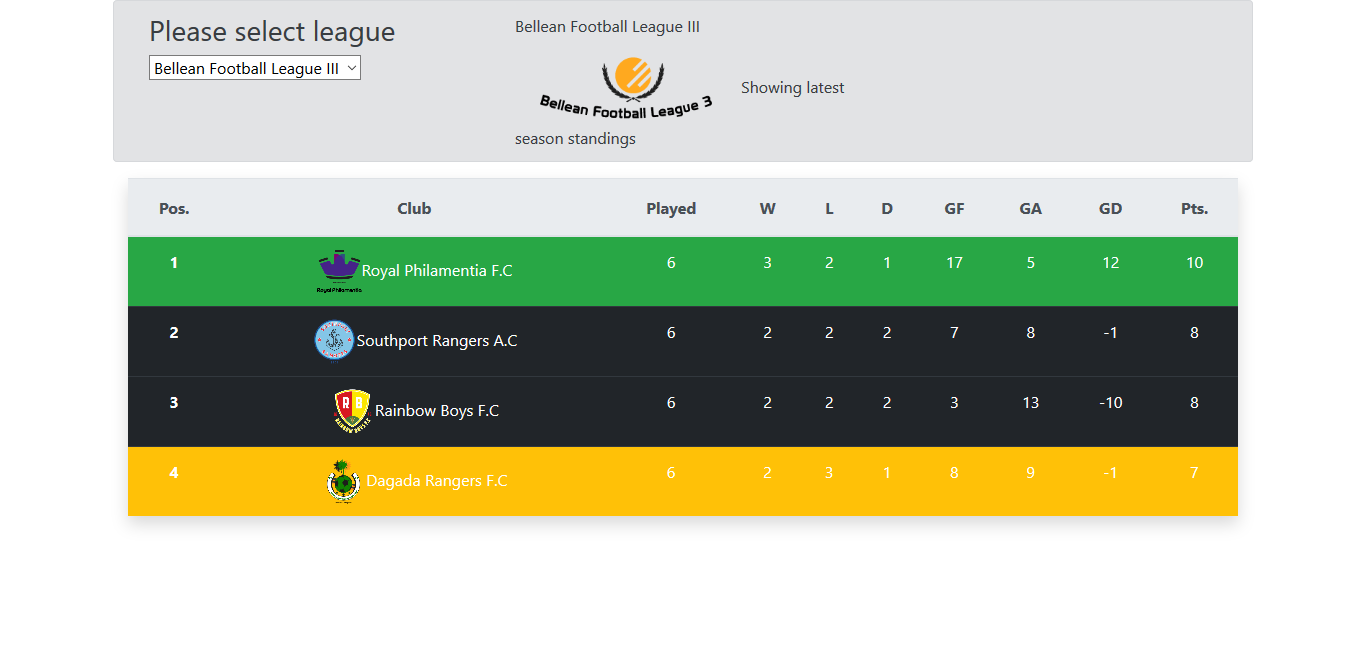 Please select league
Bellean Football League III
Bellean Football League III
Bellean Football League 3
Showing latest
season standings
Pos. Club Played W L D GF GA GD Pts.
1 Royal Philamentia Royal Philamentia F.C 6 3 2 1 17 5 12 10
2 Southport Rangers A.C 6 2 2 2 7 8 -1 8
3 R B RAINBOW BOYS F.C Rainbow Boys F.C 6 2 2 2 3 13 -10 8
4 Dagada Rangers F.C 6 2 3 1 8 9 -1 7